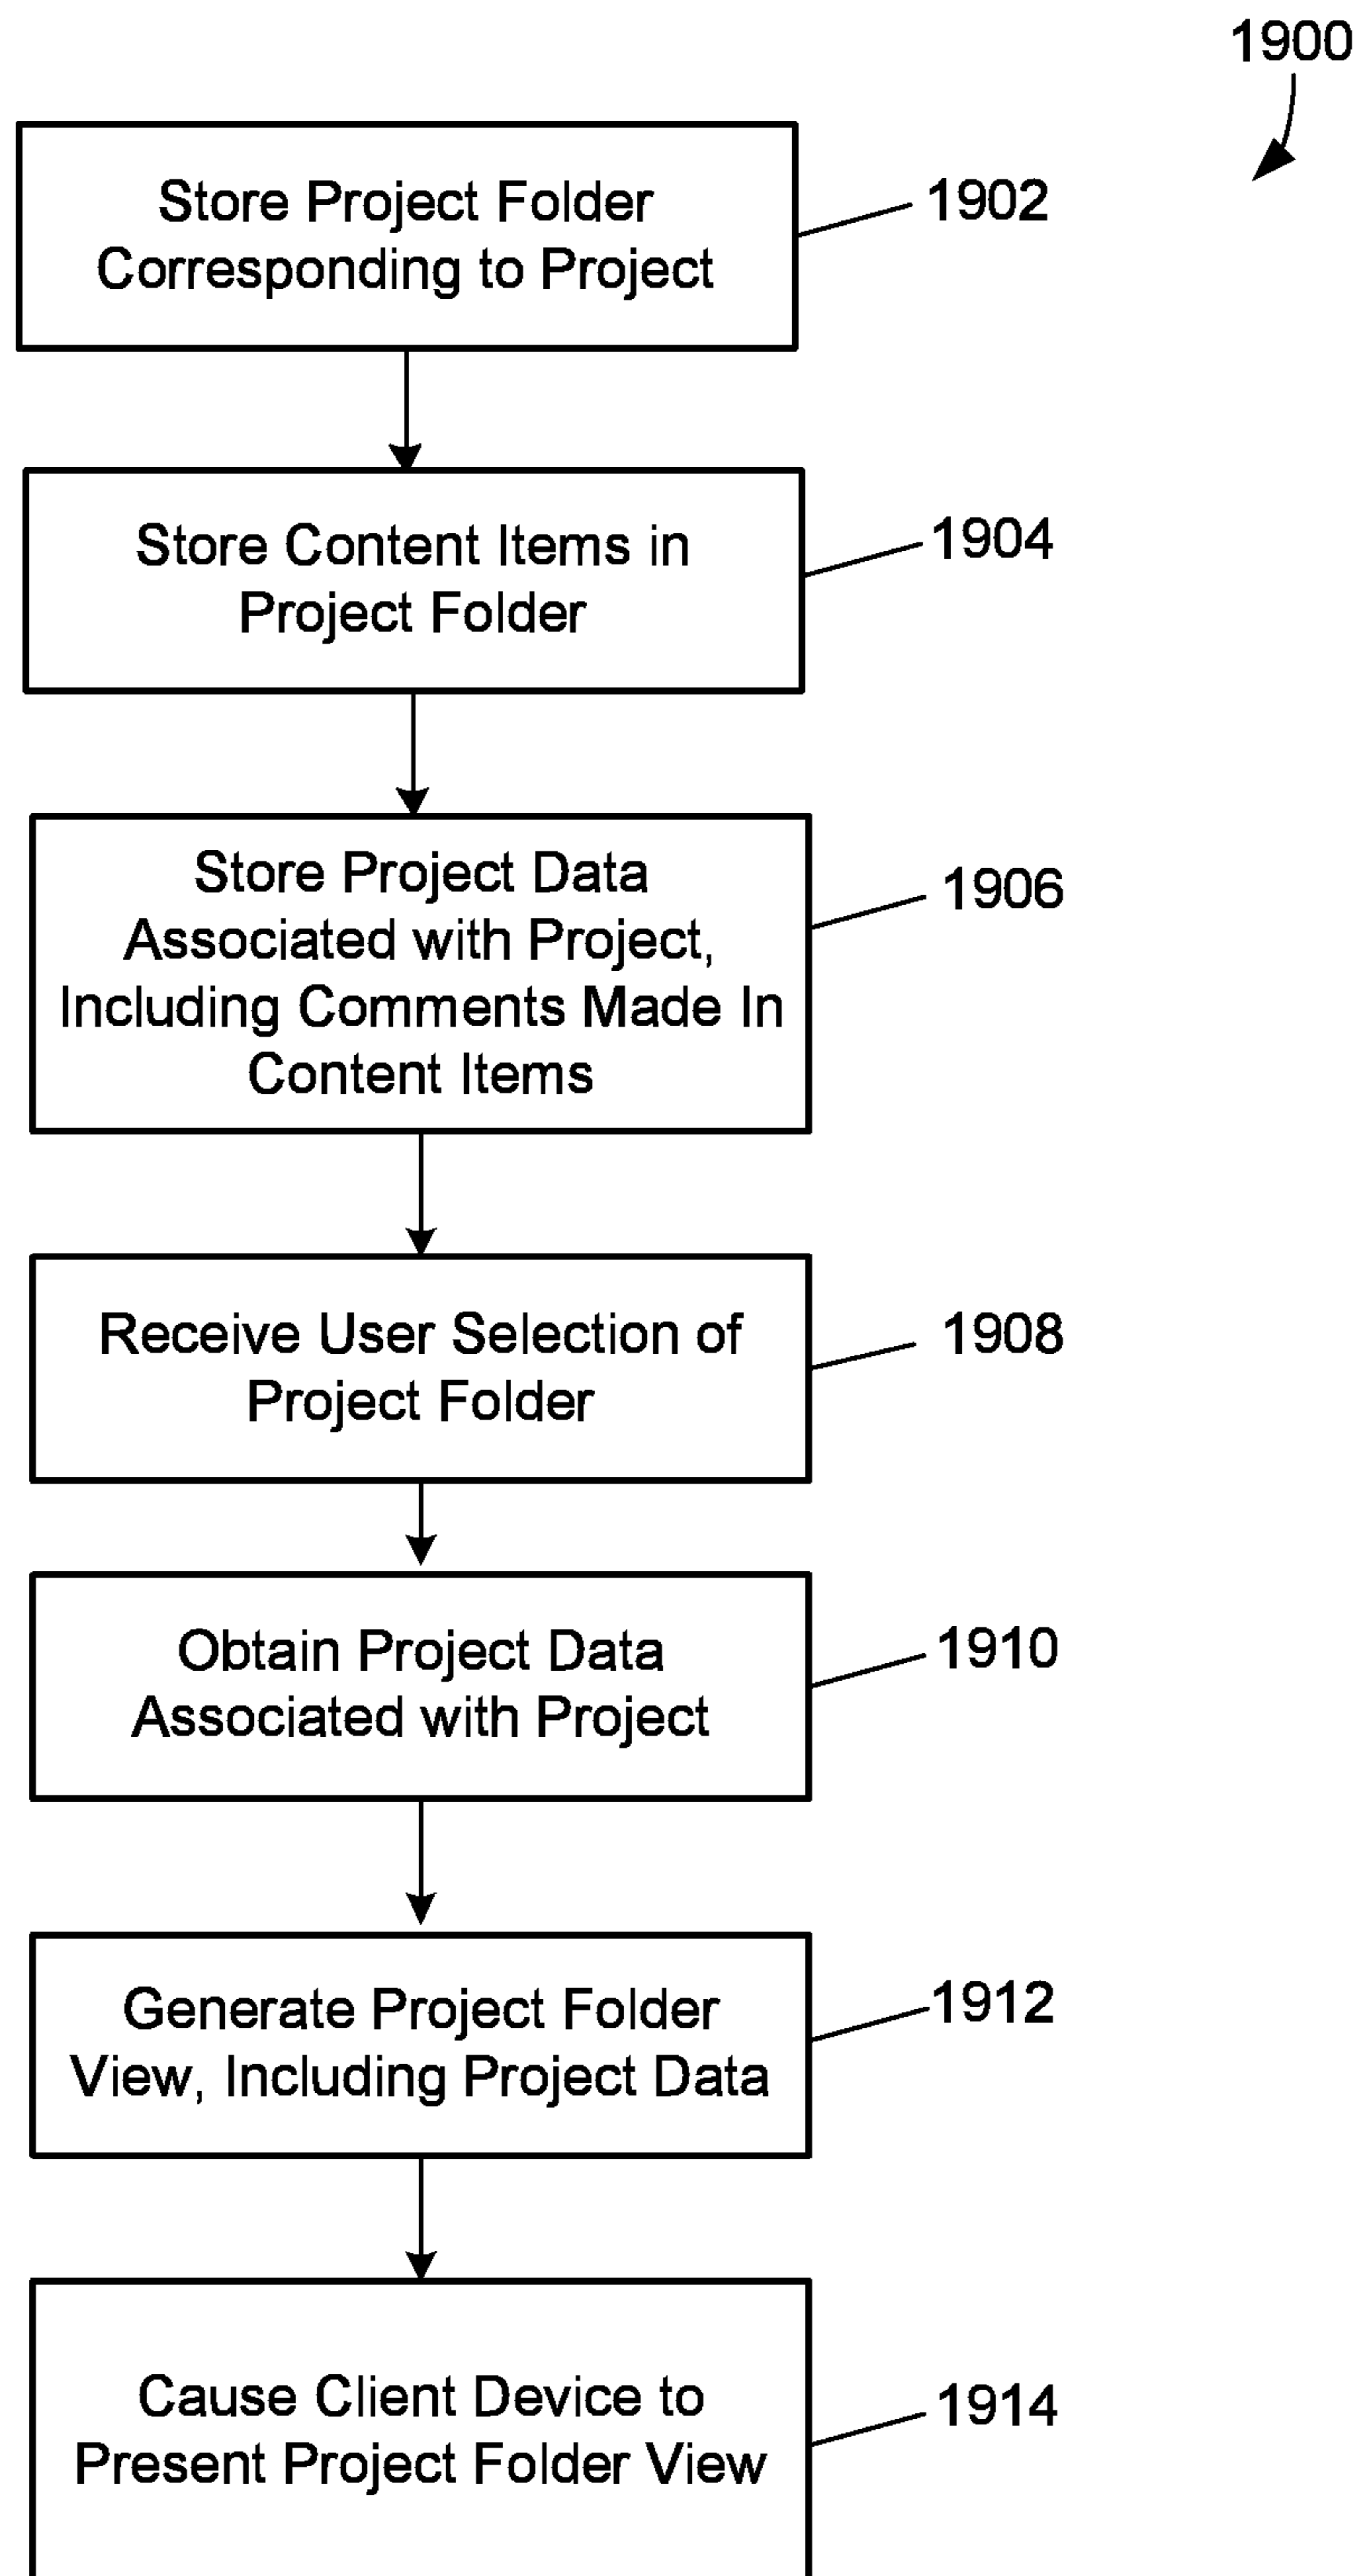 1900
Store Project Folder
Corresponding to Project
1902
Store Content Items in
Project Folder
1904
Store Project Data
Associated with Project,
Including Comments Made In
Content Items
1906
Receive User Selection of
Project Folder
1908
Obtain Project Data
Associated with Project
1910
Generate Project Folder
View, Including Project Data
1912
Cause Client Device to
Present Project Folder View
1914